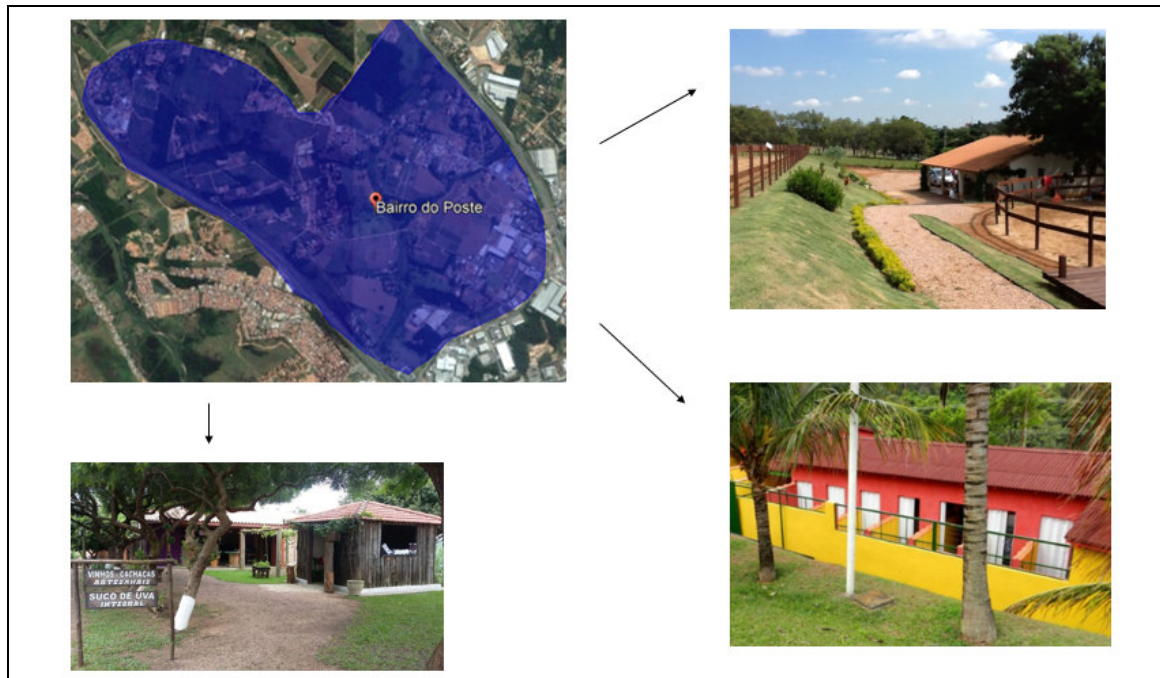 Bairro do Poste
VINHOS - CACHAÇAS
ARTESANAIS
SUCO DE UVA
INTEGRAL